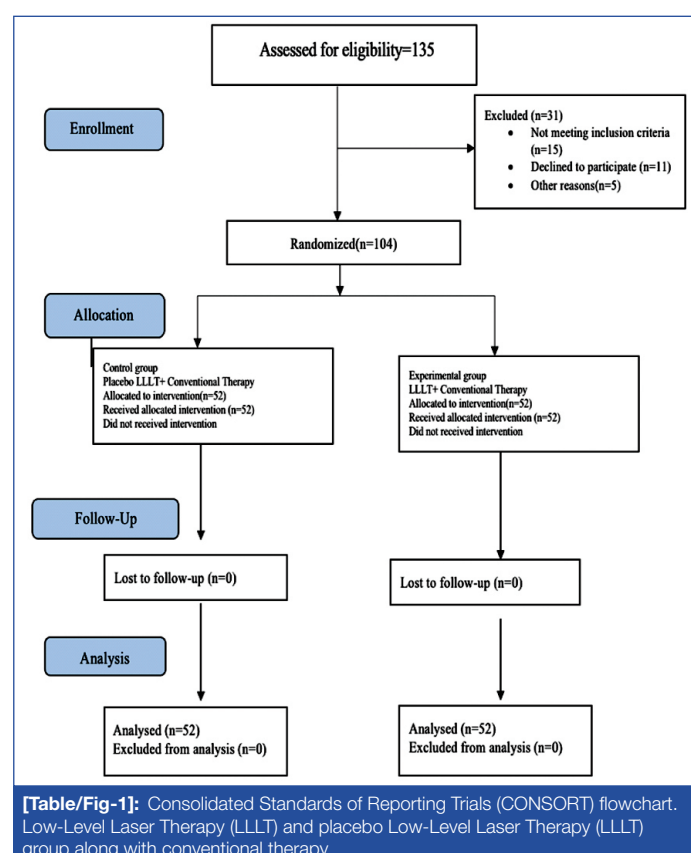 Assessed for eligibility=135
Enrollment
Excluded (n=31)
• Not meeting inclusion criteria
(n=15)
• Declined to participate (n=11)
• Other reasons(n=5)
Randomized(n=104)
Allocation
Control group
Placebo LLLT+ Conventional Therapy
Allocated to intervention(n=52)
Received allocated intervention (n=52)
Did not received intervention
Experimental group
LLLT+ Conventional Therapy
Allocated to intervention(n=52)
Received allocated intervention (n=52)
Did not received intervention
Follow-Up
Lost to follow-up (n=0)
Lost to follow-up (n=0)
Analysis
Analysed (n=52)
Excluded from analysis (n=0)
Analysed (n=52)
Excluded from analysis (n=0)
[Table/Fig-1]: Consolidated Standards of Reporting Trials (CONSORT) flowchart.
Low-Level Laser Therapy (LLLT) and placebo Low-Level Laser Therapy (LLLT)
group along with conventional therapy